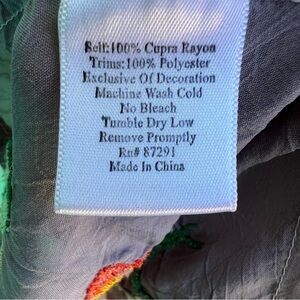 Self:100% Cupra Rayon
Trims:100% Polyester
Exclusive Of Decoration
Machine Wash Cold
No Bleach
Tumble Dry Low
Remove Promptly
Rn# 87291
Made In China